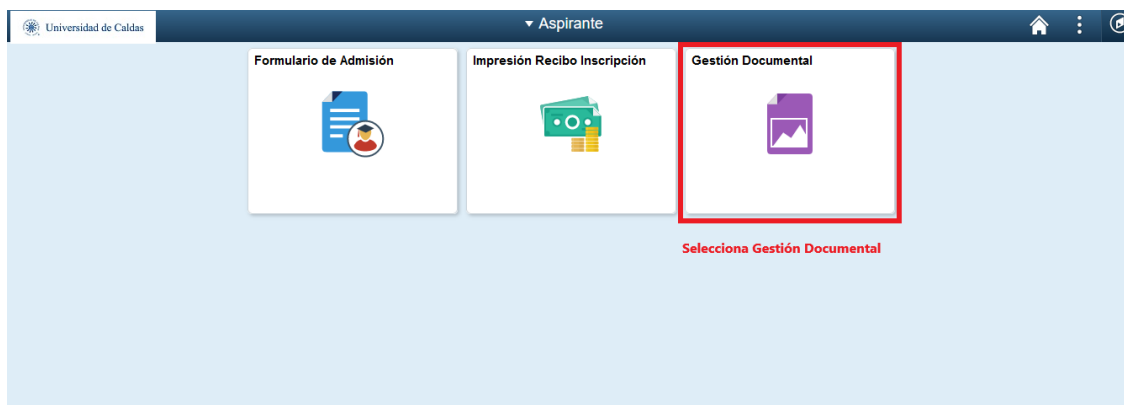 Universidad de Caldas
Aspirante
Formulario de Admisión
Impresión Recibo Inscripción
Gestión Documental
Selecciona Gestión Documental